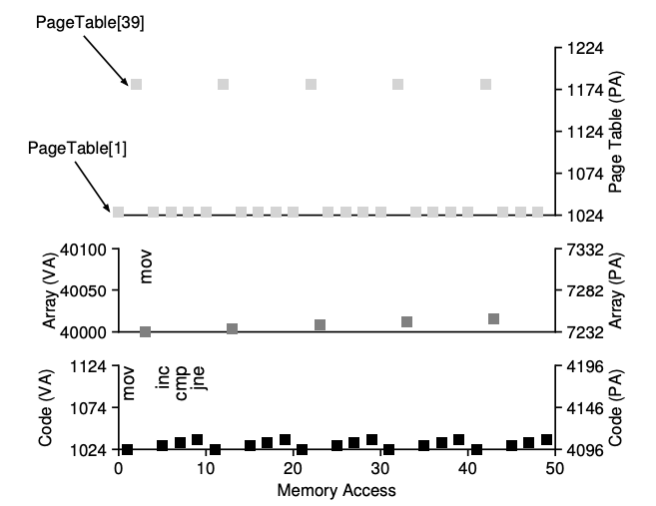 PageTable[39]
1224
1174
1124
1074
1024
Page Table (PA)
PageTable[1]
Array (VA)
40100
40050
40000
mov
7332
7282
7232
Array (PA)
Code (VA)
1124
1074
1024
mov
inc
cmp
jne
4196
4146
4096
Code (PA)
0 10 20 30 40 50
Memory Access